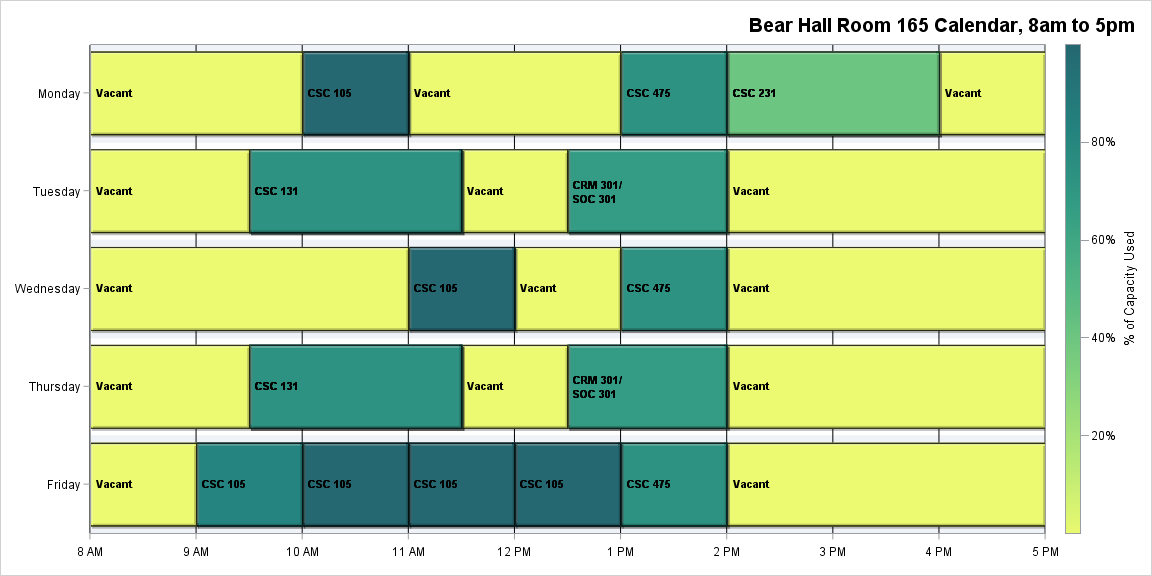 Bear Hall Room 165 Calendar, 8am to 5pm
Monday
Vacant
CSC 105
Vacant
CSC 475
CSC 231
Vacant
Tuesday
Vacant
CSC 131
Vacant
CRM 301/
SOC 301
Vacant
Wednesday
Vacant
CSC 105
Vacant
CSC 475
Vacant
Thursday
Vacant
CSC 131
Vacant
CRM 301/
SOC 301
Vacant
Friday
Vacant
CSC 105
CSC 105
CSC 105
CSC 105
CSC 475
Vacant
8 AM
9 AM
10 AM
11 AM
12 PM
1 PM
2 PM
3 PM
4 PM
5 PM
80%
60%
40%
20%
% of Capacity Used